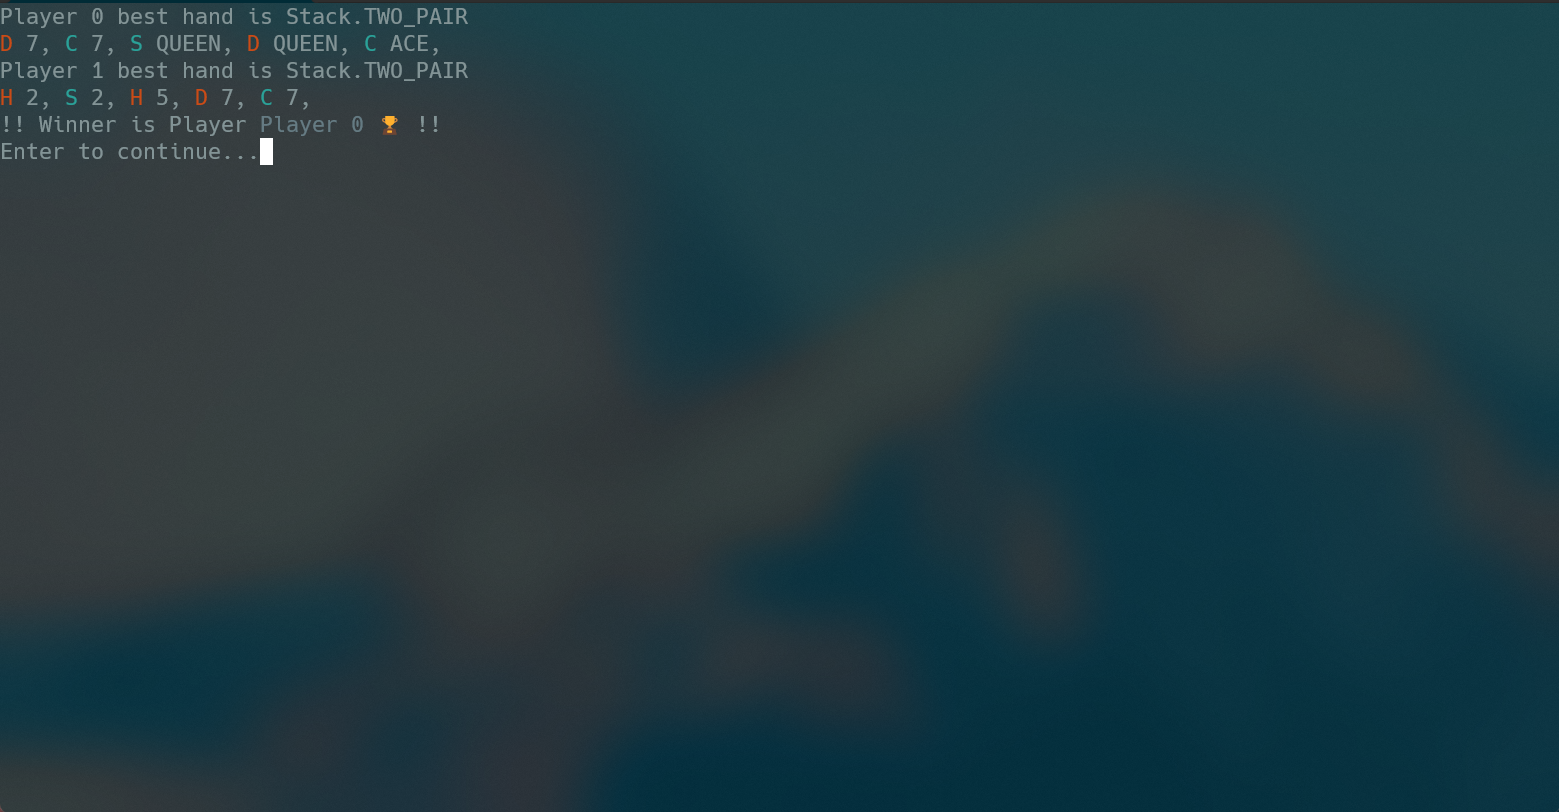 Player 0 best hand is Stack.TWO_PAIR
D 7, C 7, S QUEEN, D QUEEN, C ACE,
Player 1 best hand is Stack.TWO_PAIR
H 2, S 2, H 5, D 7, C 7,
!! Winner is Player Player 0 🏆 !!
Enter to continue...